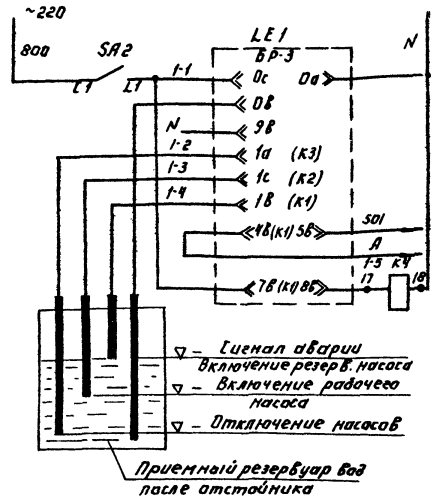 ~220
N
LE1
БР-3
800
SA2
C1
L1
1-1
0с
0а
0в
N
9в
1-2
1а (К3)
1-3
1с (К2)
1-4
1в (К1)
4в(К1)5в
501
А
1-5
К4
7в(К1)8в
17
18
Сигнал аварии
Включение резерв. насоса
Включение рабочего
насоса
Отключение насосов
Приемный резервуар вод
после отстойника